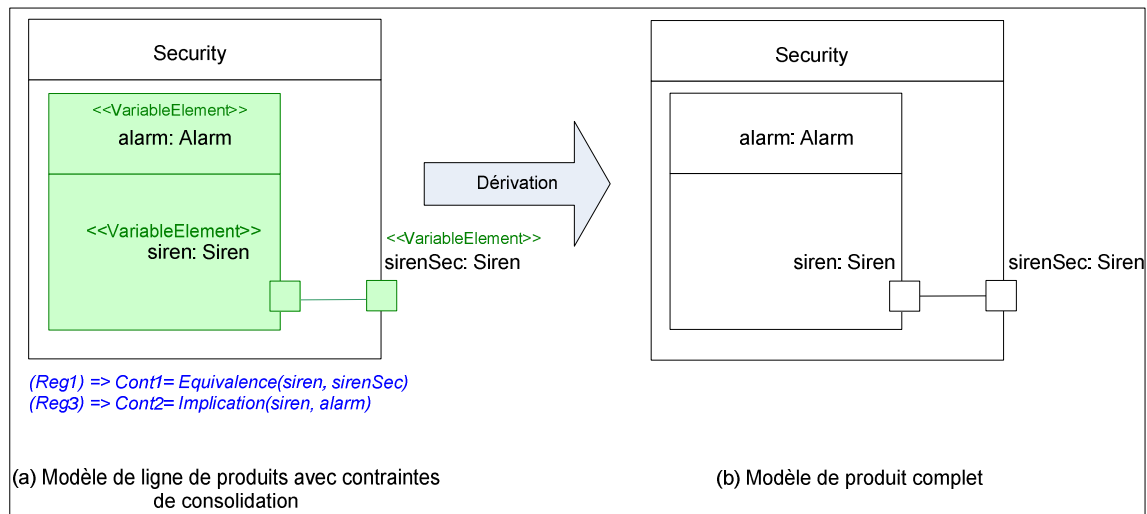 Security
<<VariableElement>>
alarm: Alarm
<<VariableElement>>
siren: Siren
<<VariableElement>>
sirenSec: Siren
(Reg1) => Cont1= Equivalence(siren, sirenSec)
(Reg3) => Cont2= Implication(siren, alarm)
(a) Modèle de ligne de produits avec contraintes
de consolidation
Dérivation
Security
alarm: Alarm
siren: Siren
sirenSec: Siren
(b) Modèle de produit complet